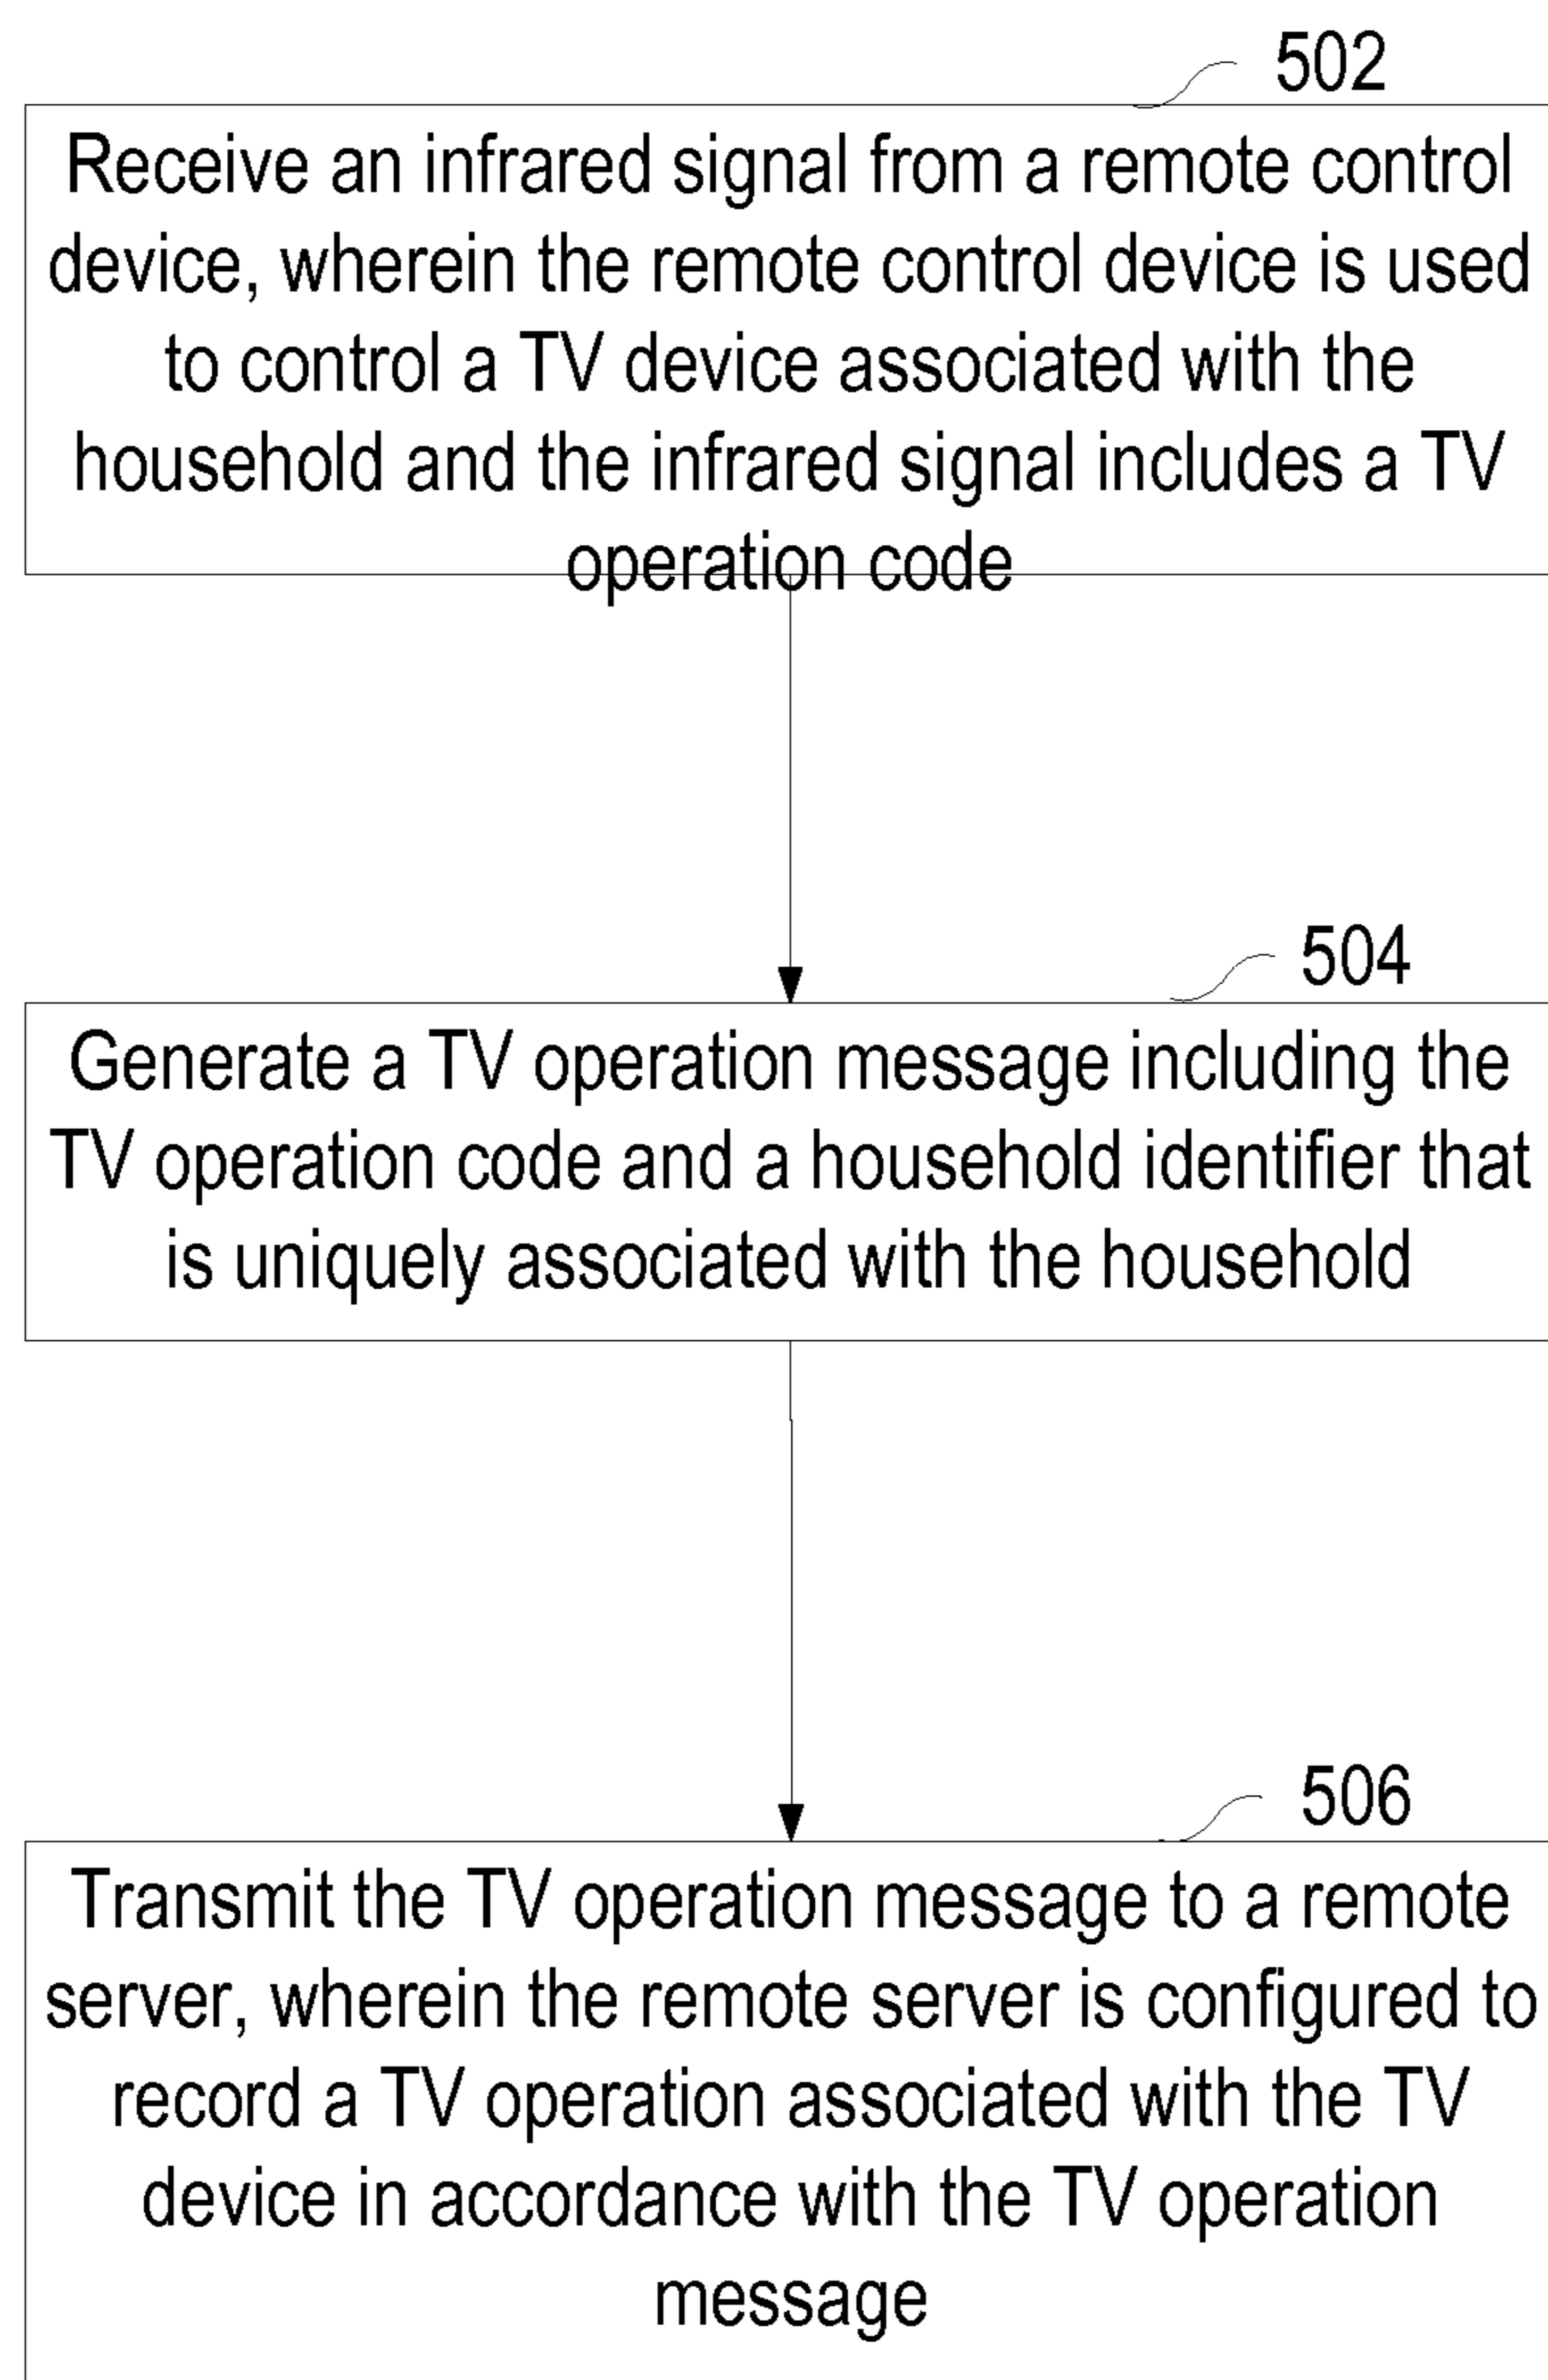 502
Receive an infrared signal from a remote control
device, wherein the remote control device is used
to control a TV device associated with the
household and the infrared signal includes a TV
operation code
504
Generate a TV operation message including the
TV operation code and a household identifier that
is uniquely associated with the household
506
Transmit the TV operation message to a remote
server, wherein the remote server is configured to
record a TV operation associated with the TV
device in accordance with the TV operation
message